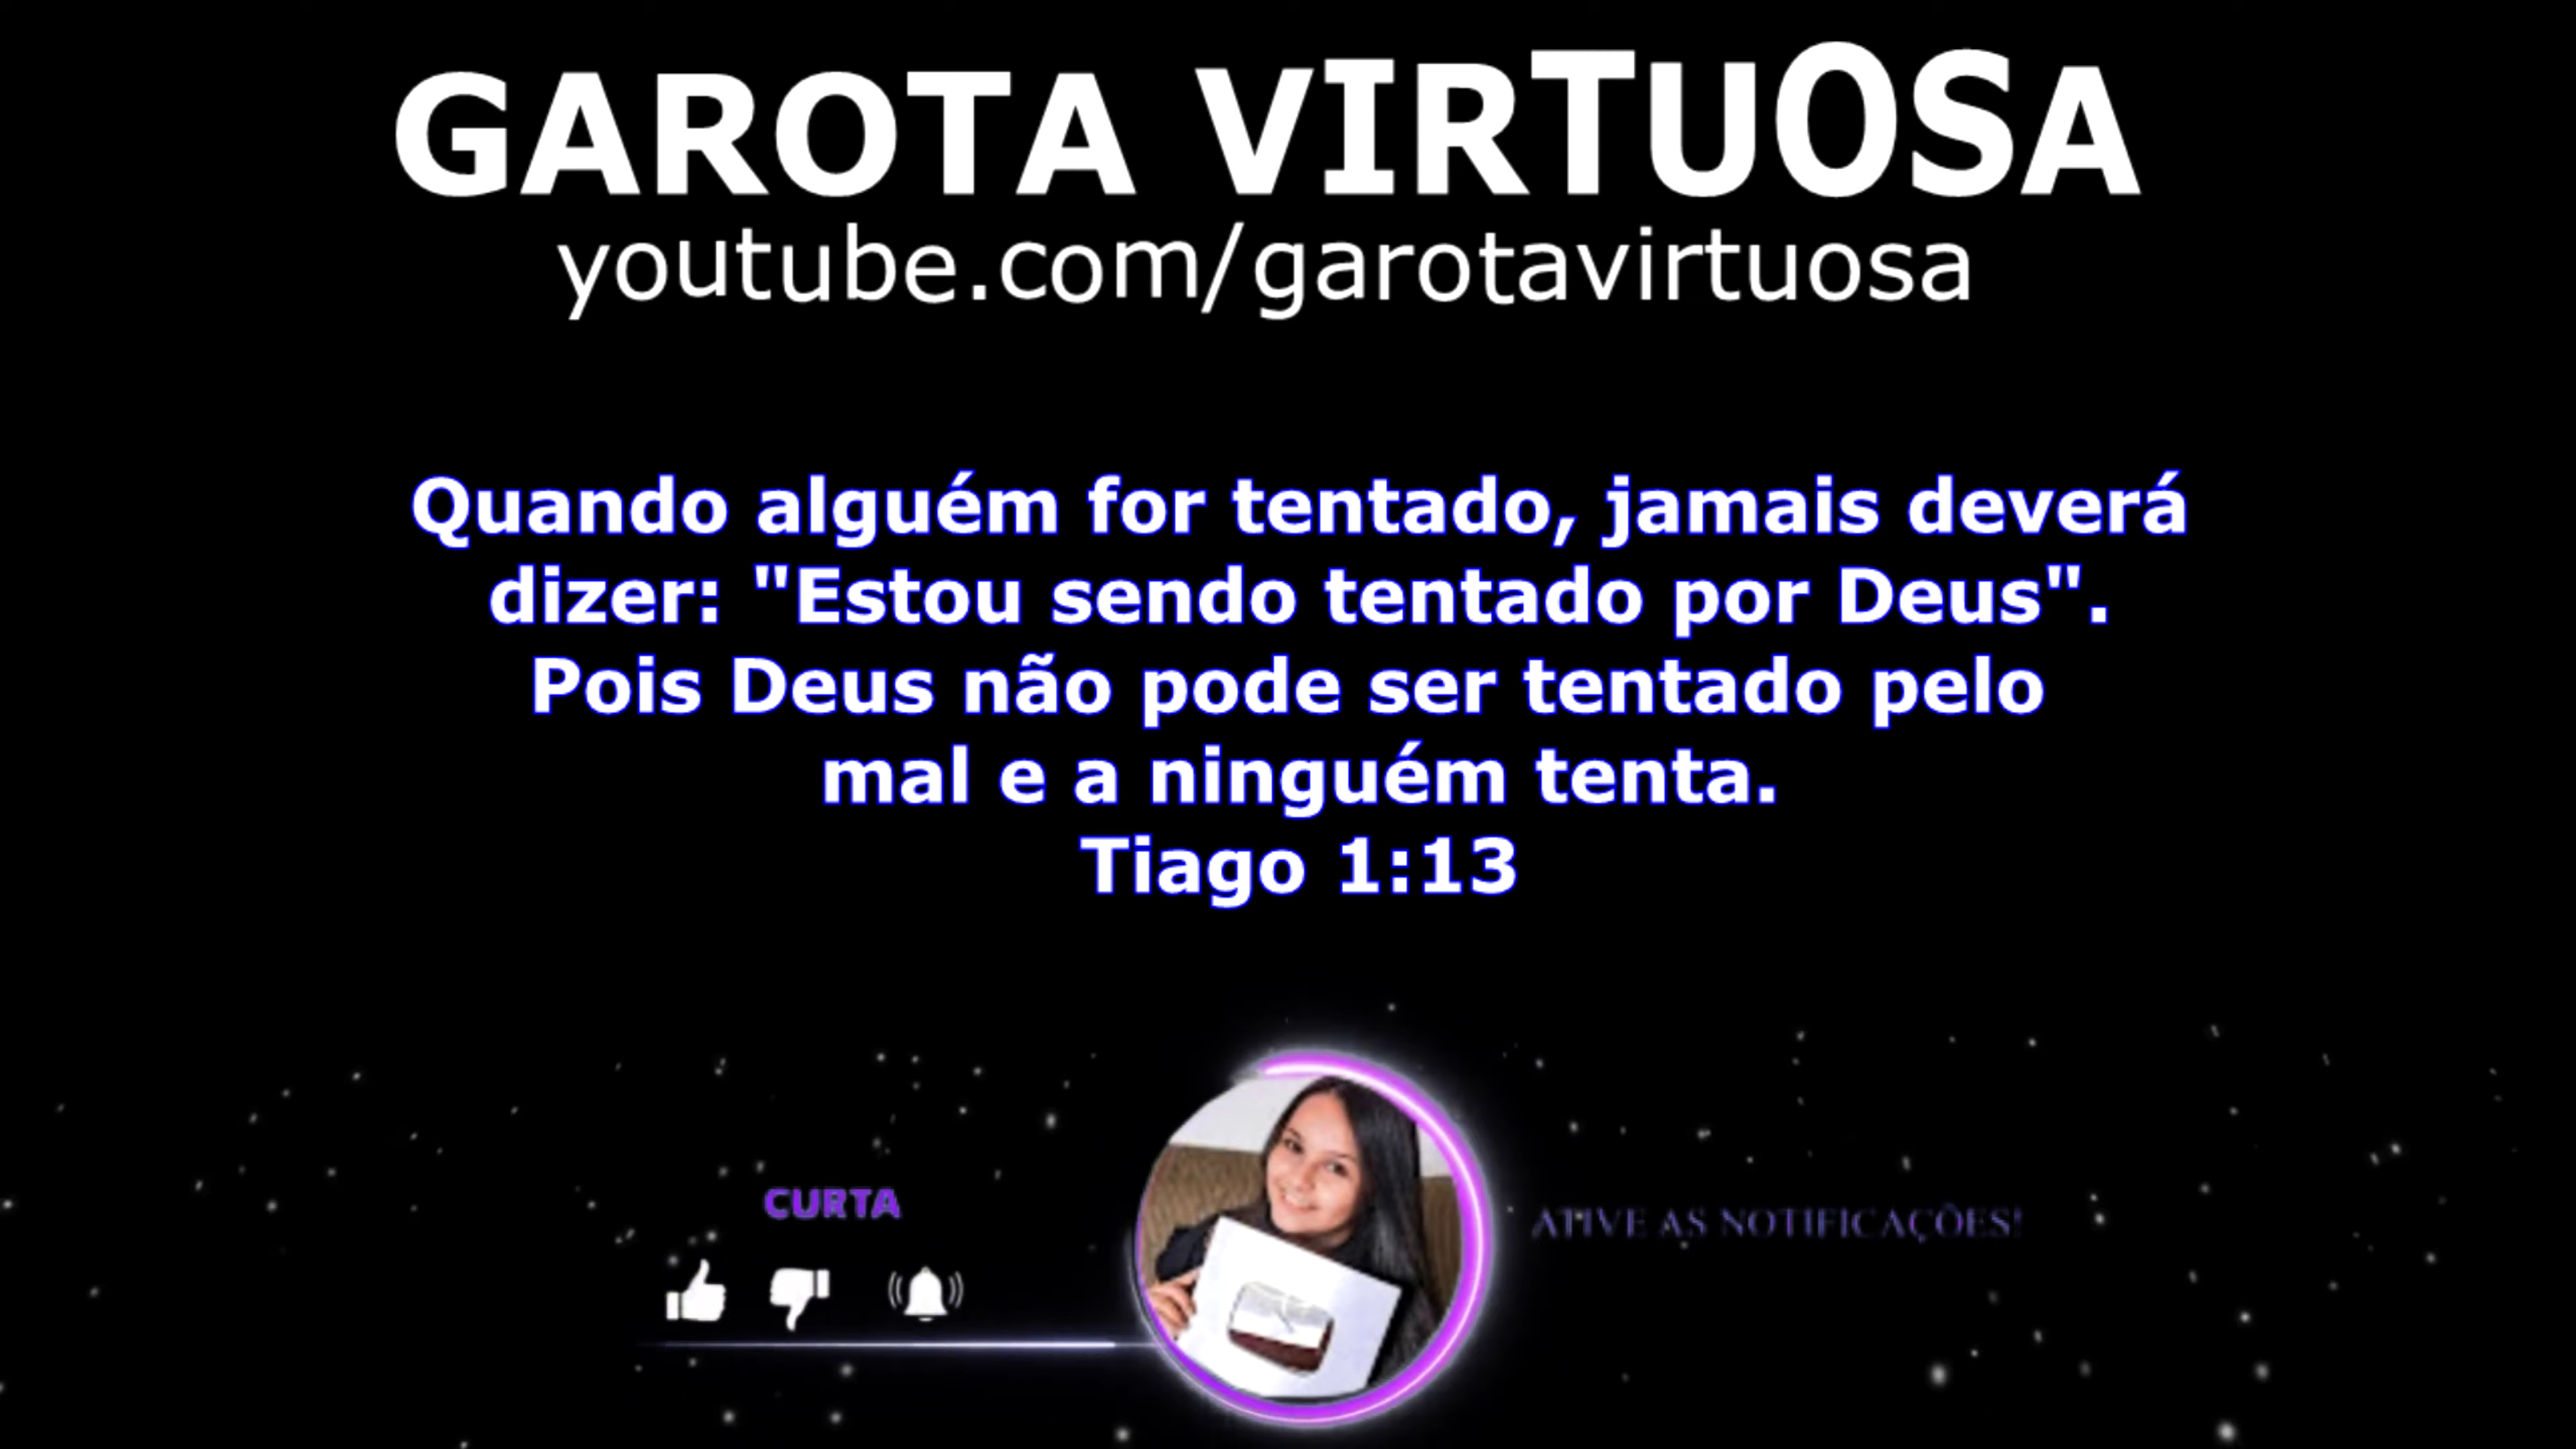 GAROTA VIRTUOSA
youtube.com/garotavirtuosa
Quando alguém for tentado, jamais deverá
dizer: "Estou sendo tentado por Deus".
Pois Deus não pode ser tentado pelo
mal e a ninguém tenta.
Tiago 1:13
CURTA
ATIVE AS NOTIFICAÇÕES!